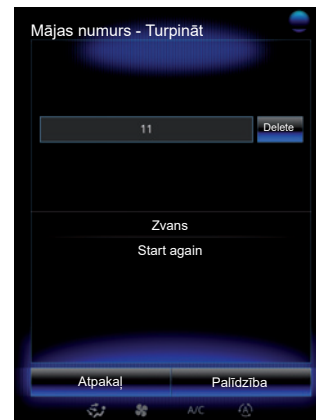 Mājas numurs - Turpināt
11
Delete
Zvans
Start again
Atpakaļ
Palīdzība
A/C
A